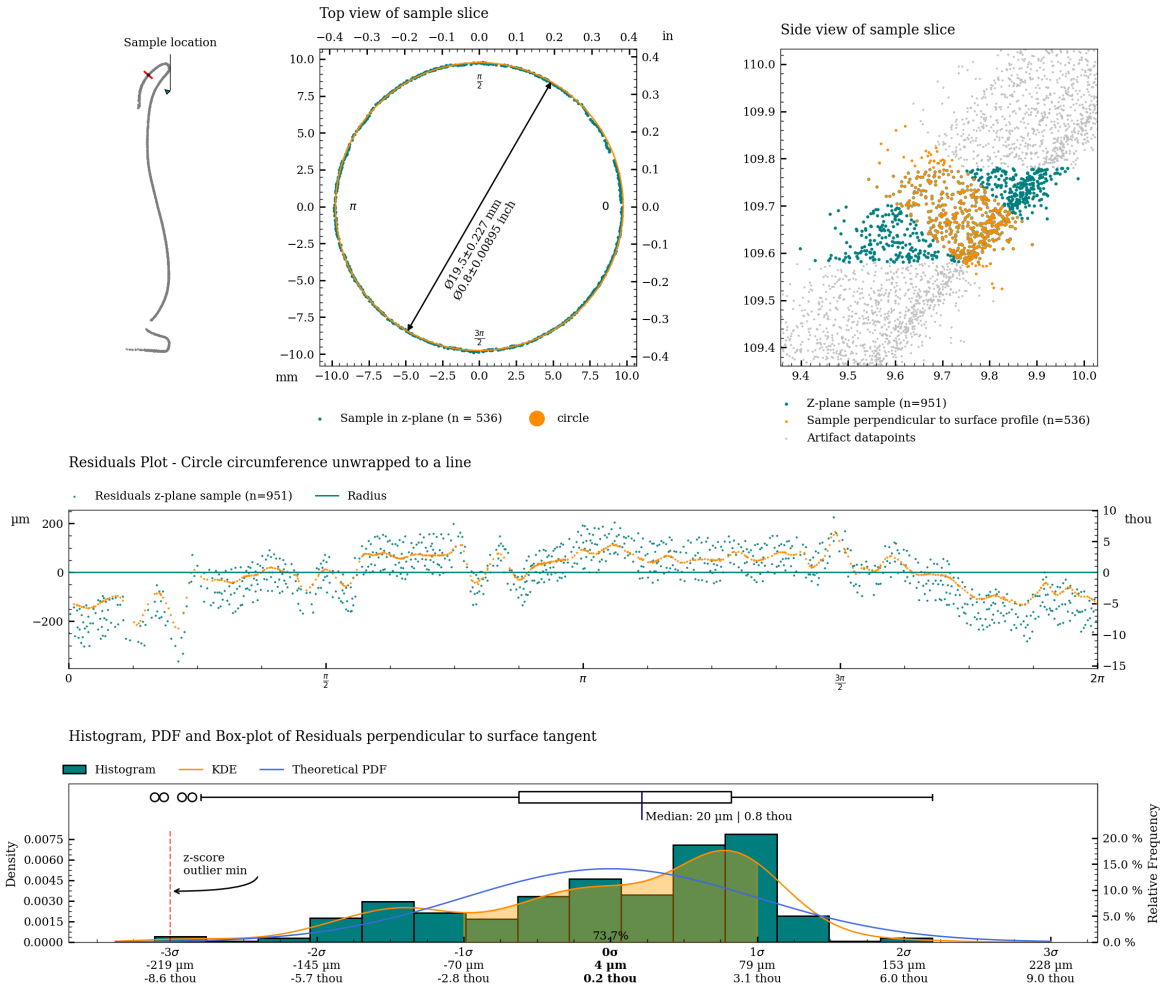 Sample location
Top view of sample slice
−0.4 −0.3 −0.2 −0.1 0.0 0.1 0.2 0.3 0.4 in
10.0
7.5
5.0
2.5
0.0
−2.5
−5.0
−7.5
−10.0
mm
π/2
π
0
3π/2
Ø19.5±0.227 mm
Ø0.8±0.00895 inch
0.4
0.3
0.2
0.1
0.0
−0.1
−0.2
−0.3
−0.4
−10.0 −7.5 −5.0 −2.5 0.0 2.5 5.0 7.5 10.0
Sample in z-plane (n = 536) circle
Side view of sample slice
110.0
109.9
109.8
109.7
109.6
109.5
109.4
9.4 9.5 9.6 9.7 9.8 9.9 10.0
Z-plane sample (n=951)
Sample perpendicular to surface profile (n=536)
Artifact datapoints
Residuals Plot - Circle circumference unwrapped to a line
Residuals z-plane sample (n=951) Radius
µm
200
0
−200
thou
10
5
0
−5
−10
−15
0 π/2 π 3π/2 2π
Histogram, PDF and Box-plot of Residuals perpendicular to surface tangent
Histogram KDE Theoretical PDF
Median: 20 µm | 0.8 thou
z-score
outlier min
Density
0.0075
0.0060
0.0045
0.0030
0.0015
0.0000
73.7%
Relative Frequency
20.0 %
15.0 %
10.0 %
5.0 %
0.0 %
-3σ -2σ -1σ 0σ 1σ 2σ 3σ
-219 µm -145 µm -70 µm 4 µm 79 µm 153 µm 228 µm
-8.6 thou -5.7 thou -2.8 thou 0.2 thou 3.1 thou 6.0 thou 9.0 thou